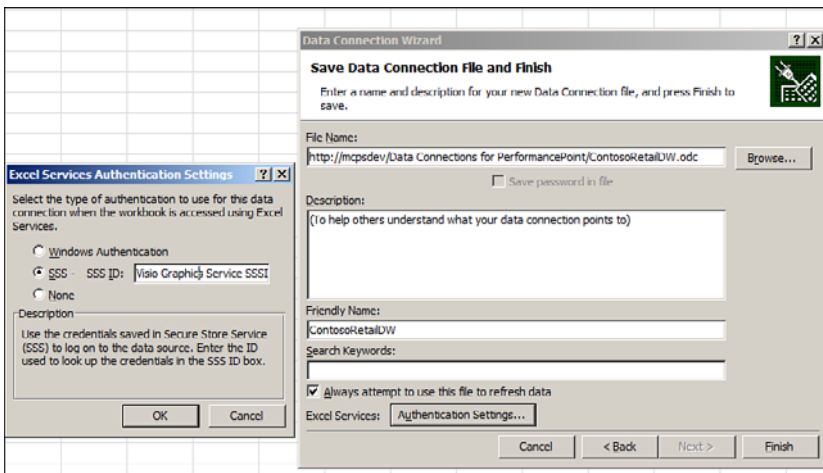 Excel Services Authentication Settings
Select the type of authentication to use for this data
connection when the workbook is accessed using Excel
Services.
Windows Authentication
SSS - SSS ID: Visio Graphics Service SSSI
None
Description
Use the credentials saved in Secure Store Service
(SSS) to log on to the data source. Enter the ID
used to look up the credentials in the SSS ID box.
OK Cancel
Data Connection Wizard
Save Data Connection File and Finish
Enter a name and description for your new Data Connection file, and press Finish to
save.
File Name:
http://mcpsdev/Data Connections for PerformancePoint/ContosoRetailDW.odc Browse...
Save password in file
Description:
(To help others understand what your data connection points to)
Friendly Name:
ContosoRetailDW
Search Keywords:
Always attempt to use this file to refresh data
Excel Services: Authentication Settings...
Cancel < Back Next > Finish